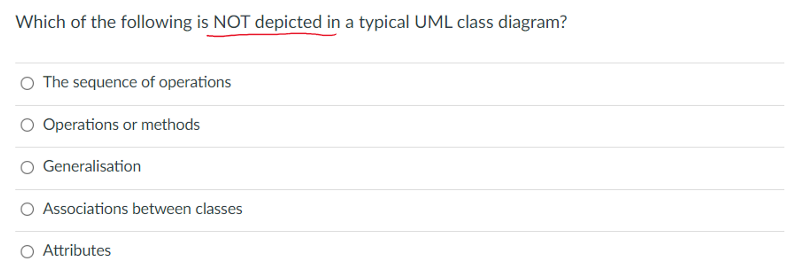 Which of the following is NOT depicted in a typical UML class diagram?
The sequence of operations
Operations or methods
Generalisation
Associations between classes
Attributes